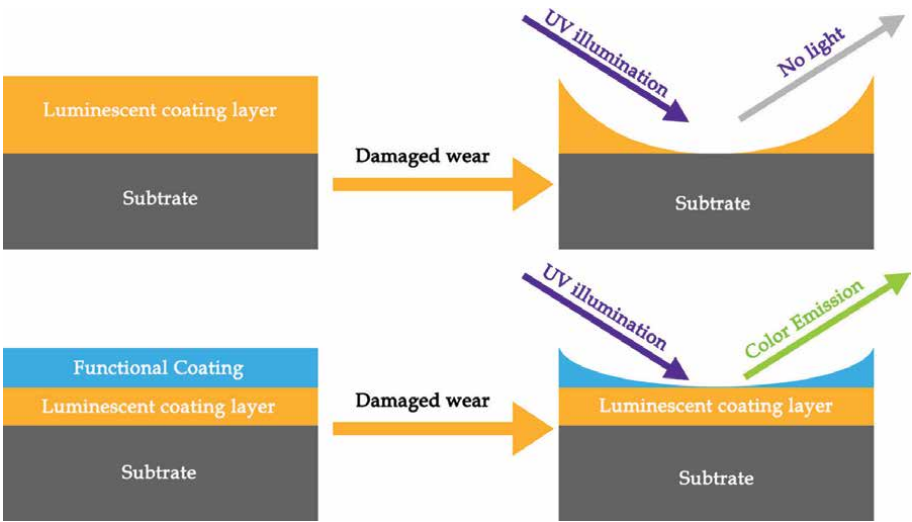 UV illumination
No light
Luminescent coating layer
Damaged wear
Subtrate
Subtrate
UV illumination
Color Emission
Functional Coating
Luminescent coating layer
Damaged wear
Luminescent coating layer
Subtrate
Subtrate